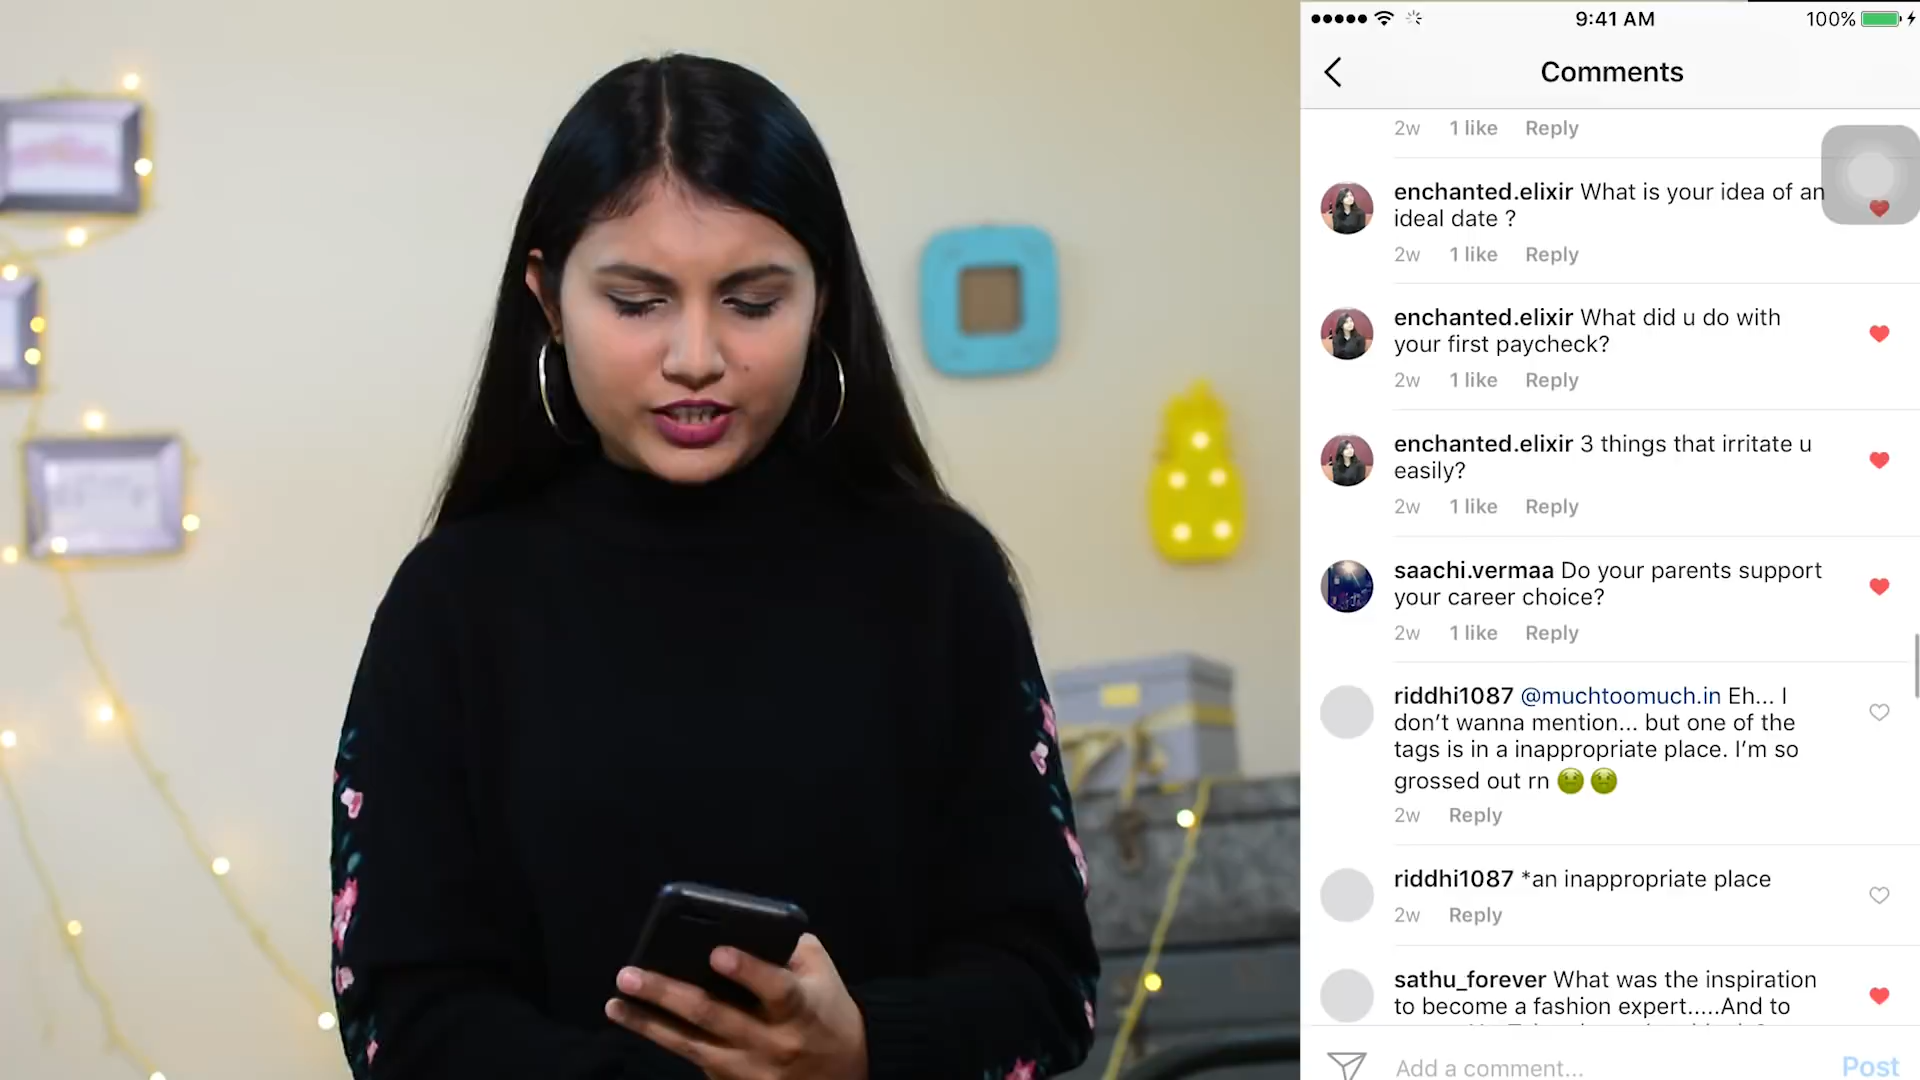 9:41 AM
100%
Comments
2w 1 like Reply
enchanted.elixir What is your idea of an
ideal date ?
2w 1 like Reply
enchanted.elixir What did u do with
your first paycheck?
2w 1 like Reply
enchanted.elixir 3 things that irritate u
easily?
2w 1 like Reply
saachi.vermaa Do your parents support
your career choice?
2w 1 like Reply
riddhi1087 @muchtoomuch.in Eh... I
don’t wanna mention... but one of the
tags is in a inappropriate place. I’m so
grossed out rn 🤢 🤢
2w Reply
riddhi1087 *an inappropriate place
2w Reply
sathu_forever What was the inspiration
to become a fashion expert.....And to
Add a comment...
Post